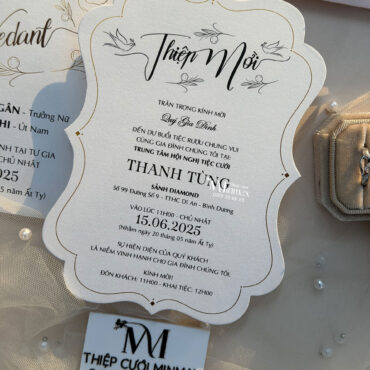 Thiệp Mời
TRÂN TRỌNG KÍNH MỜI
Quý Gia Đình
ĐẾN DỰ BUỔI TIỆC RƯỢU CHUNG VUI
CÙNG GIA ĐÌNH CHÚNG TÔI TẠI:
TRUNG TÂM HỘI NGHỊ TIỆC CƯỚI
THANH TÙNG
SẢNH DIAMOND
Số 99 Đường Số 9 - TTHC Dĩ An - Bình Dương
VÀO LÚC 11H00 - CHỦ NHẬT
15.06.2025
(Nhằm ngày 20 tháng 05 năm Ất Tỵ)
SỰ HIỆN DIỆN CỦA QUÝ KHÁCH
LÀ NIỀM VINH HẠNH CHO GIA ĐÌNH CHÚNG TÔI
KÍNH MỜI!
ĐÓN KHÁCH: 11H00 - KHAI TIỆC: 12H00
edant
GÂN - Trưởng Nữ
HI - Út Nam
ÀNH TẠI TƯ GIA
CHỦ NHẬT
.2025
05 năm Ất Tỵ)
THIỆP CƯỚI MINMA